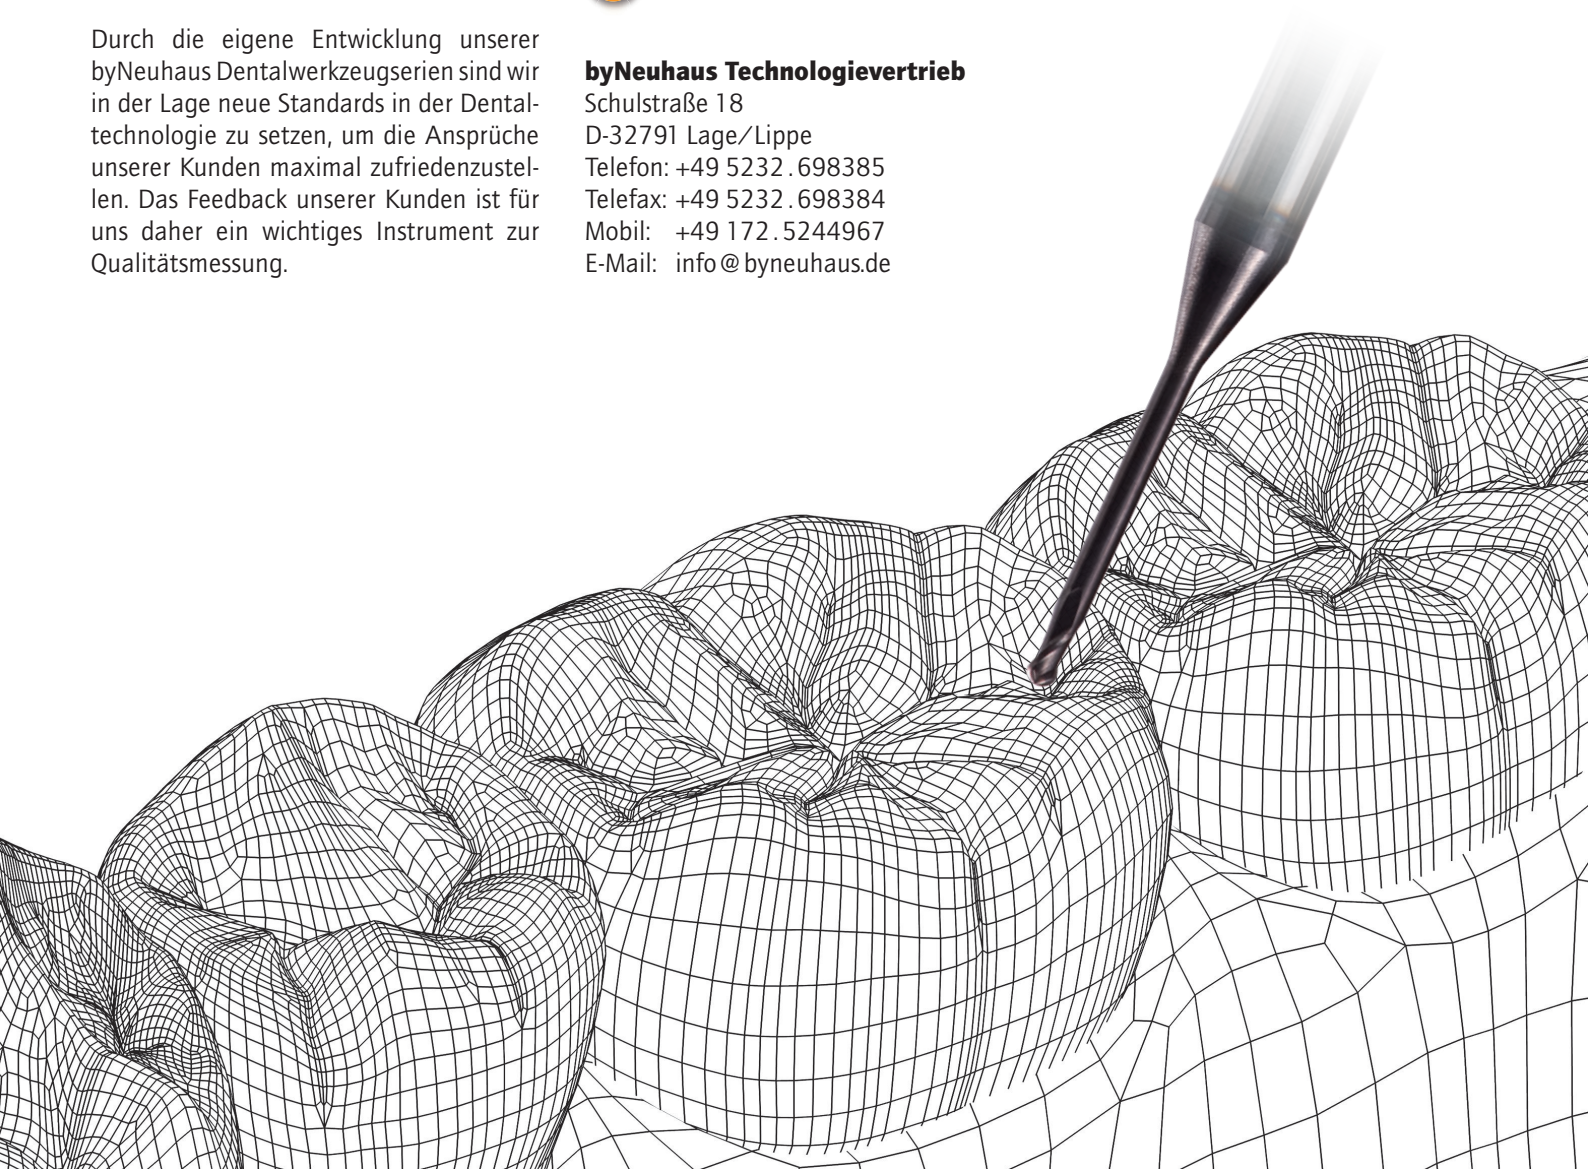 Durch die eigene Entwicklung unserer
byNeuhaus Dentalwerkzeugserien sind wir
in der Lage neue Standards in der Dental-
technologie zu setzen, um die Ansprüche
unserer Kunden maximal zufriedenzustel-
len. Das Feedback unserer Kunden ist für
uns daher ein wichtiges Instrument zur
Qualitätsmessung.
byNeuhaus Technologievertrieb
Schulstraße 18
D-32791 Lage/Lippe
Telefon: +49 5232.698385
Telefax: +49 5232.698384
Mobil: +49 172.5244967
E-Mail: info@byneuhaus.de